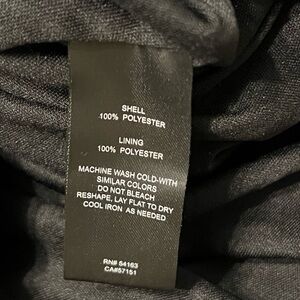 SHELL
100% POLYESTER
LINING
100% POLYESTER
MACHINE WASH COLD-WITH
SIMILAR COLORS
DO NOT BLEACH
RESHAPE, LAY FLAT TO DRY
COOL IRON AS NEEDED
RN# 54163
CA#57151